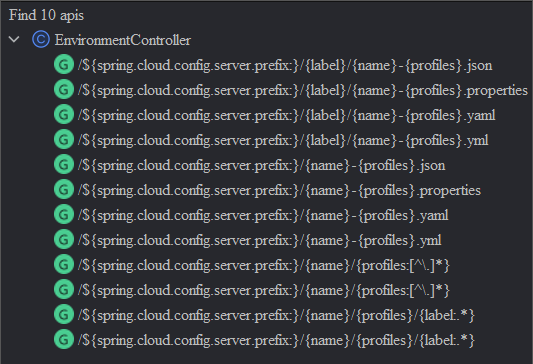 Find 10 apis
C EnvironmentController
G /${spring.cloud.config.server.prefix:}/{label}/{name}-{profiles}.json
G /${spring.cloud.config.server.prefix:}/{label}/{name}-{profiles}.properties
G /${spring.cloud.config.server.prefix:}/{label}/{name}-{profiles}.yaml
G /${spring.cloud.config.server.prefix:}/{label}/{name}-{profiles}.yml
G /${spring.cloud.config.server.prefix:}/{name}-{profiles}.json
G /${spring.cloud.config.server.prefix:}/{name}-{profiles}.properties
G /${spring.cloud.config.server.prefix:}/{name}-{profiles}.yaml
G /${spring.cloud.config.server.prefix:}/{name}-{profiles}.yml
G /${spring.cloud.config.server.prefix:}/{name}/{profiles:[^\.]*}
G /${spring.cloud.config.server.prefix:}/{name}/{profiles:[^\.]*}
G /${spring.cloud.config.server.prefix:}/{name}/{profiles}/{label:.*}
G /${spring.cloud.config.server.prefix:}/{name}/{profiles}/{label:.*}